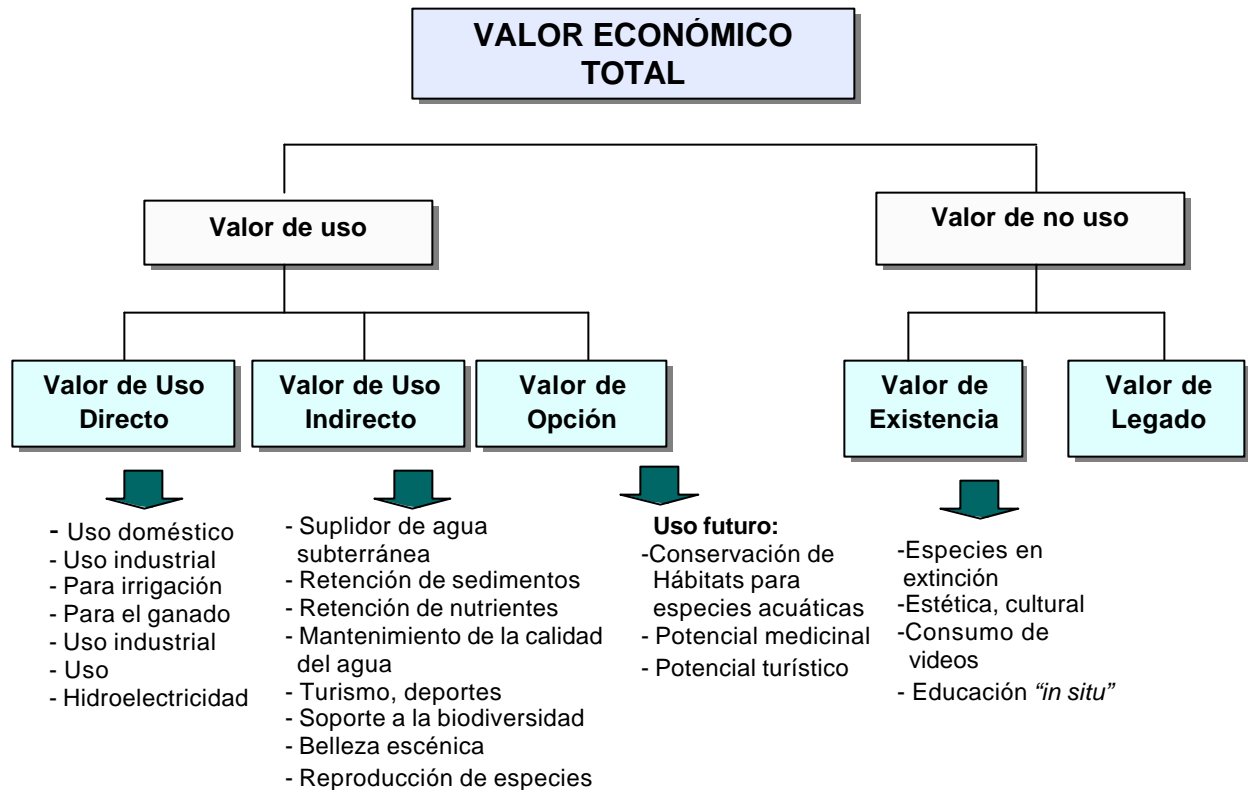 VALOR ECONÓMICO
TOTAL
Valor de uso
Valor de no uso
Valor de Uso
Directo
Valor de Uso
Indirecto
Valor de
Opción
Valor de
Existencia
Valor de
Legado
- Uso doméstico
- Uso industrial
- Para irrigación
- Para el ganado
- Uso industrial
- Uso
- Hidroelectricidad
- Suplidor de agua
subterránea
- Retención de sedimentos
- Retención de nutrientes
- Mantenimiento de la calidad
del agua
- Turismo, deportes
- Soporte a la biodiversidad
- Belleza escénica
- Reproducción de especies
Uso futuro:
-Conservación de
Hábitats para
especies acuáticas
- Potencial medicinal
- Potencial turístico
-Especies en
extinción
-Estética, cultural
-Consumo de
videos
- Educación “in situ”